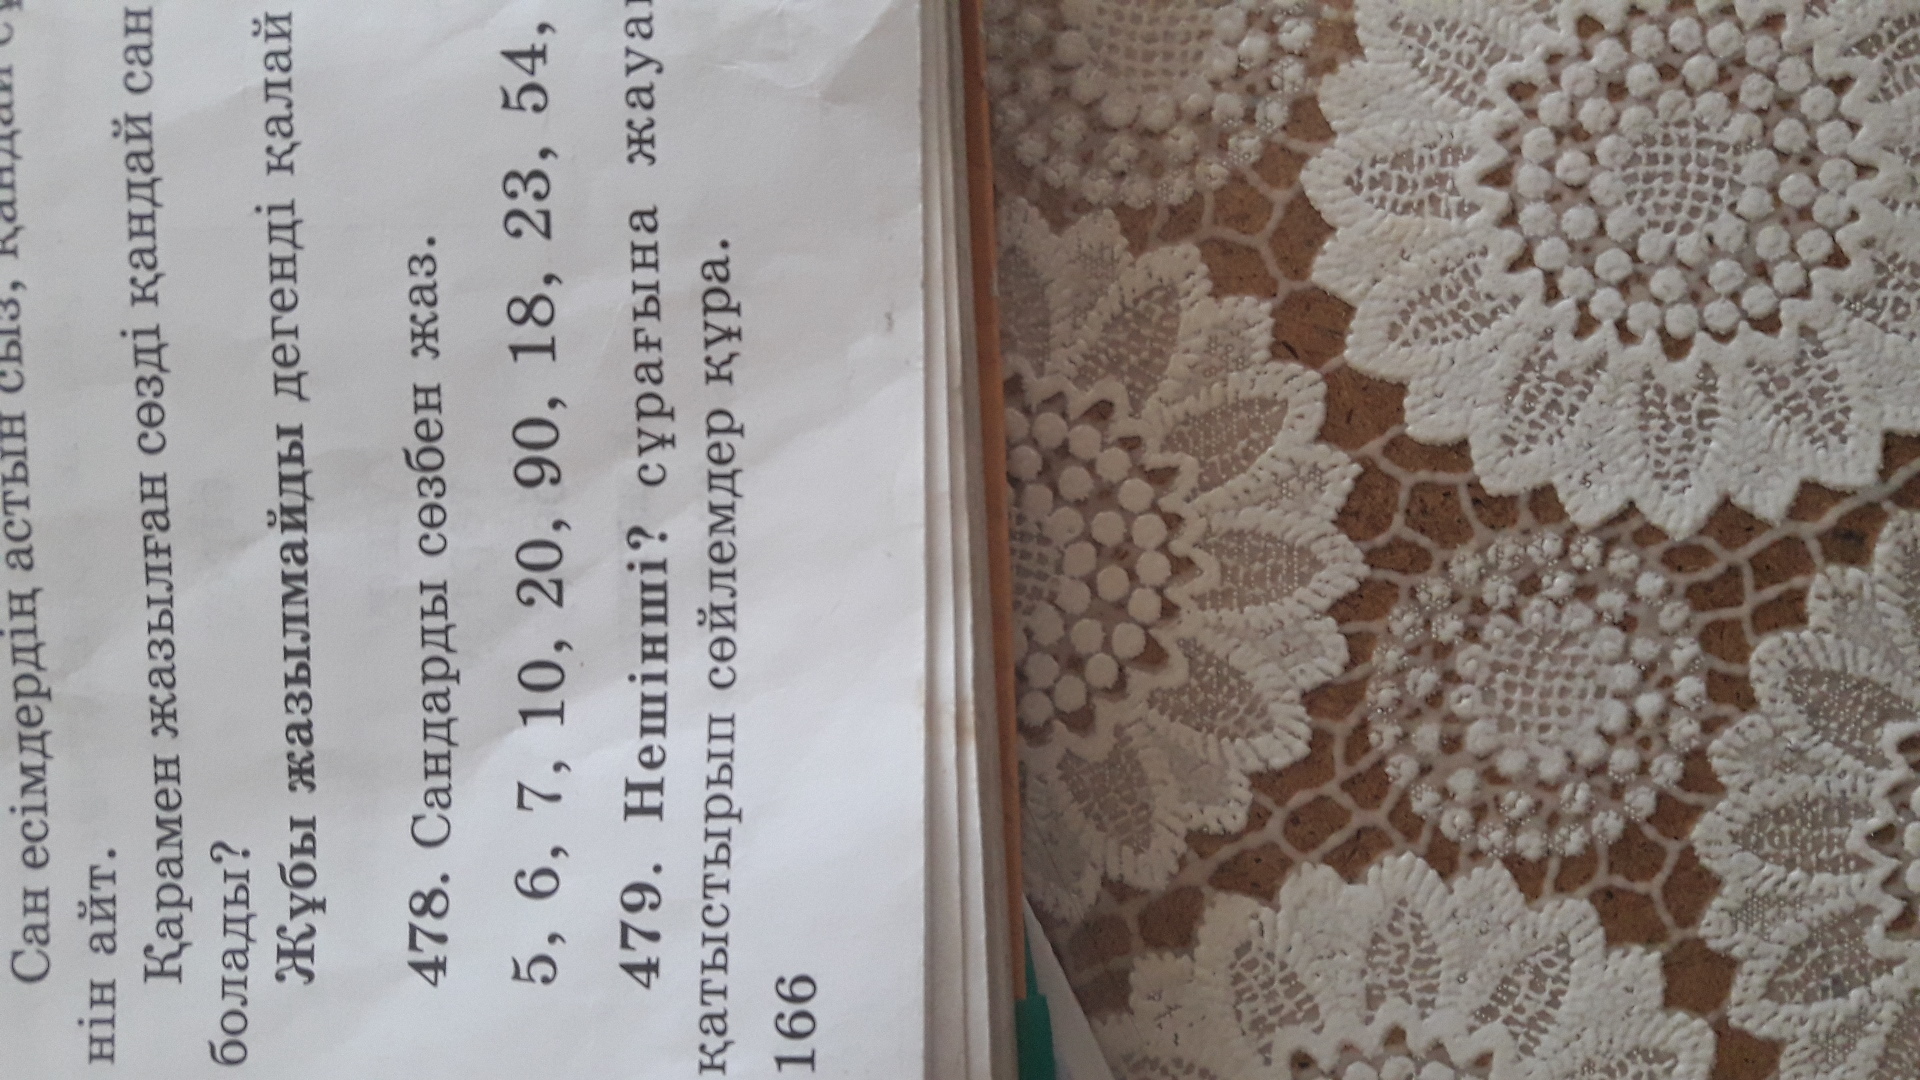 Сан есімдердің астын сыз, қандай
нін айт.
Қарамен жазылған сөзді қандай сан
болады?
Жұбы жазылмайды дегенді қалай
478. Сандарды сөзбен жаз.
5, 6, 7, 10, 20, 90, 18, 23, 54,
479. Нешінші? сұрағына
қатыстырып сөйлемдер құра.
166